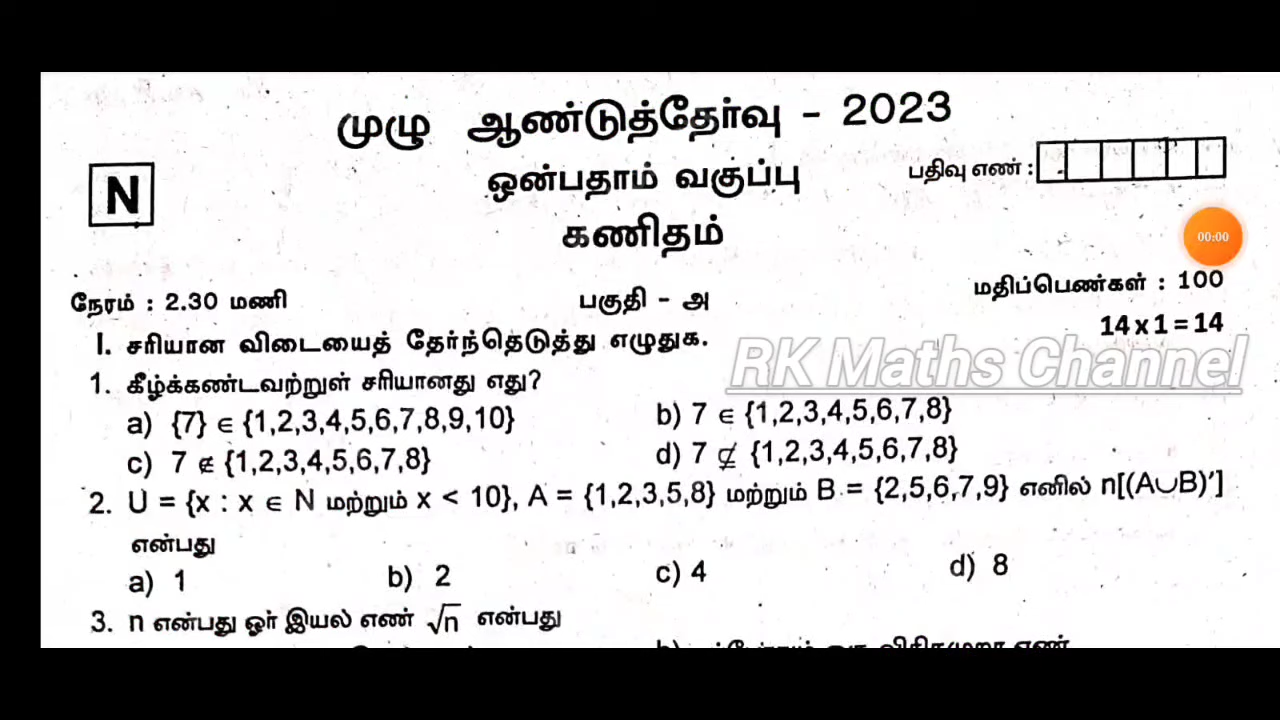 முழு ஆண்டுத்தேர்வு - 2023
N
ஒன்பதாம் வகுப்பு
பதிவு எண் :
கணிதம்
00:00
நேரம் : 2.30 மணி பகுதி - அ மதிப்பெண்கள் : 100
I. சரியான விடையைத் தேர்ந்தெடுத்து எழுதுக. 14 x 1 = 14
RK Maths Channel
1. கீழ்க்கண்டவற்றுள் சரியானது எது?
a) {7} ∈ {1,2,3,4,5,6,7,8,9,10} b) 7 ∈ {1,2,3,4,5,6,7,8}
c) 7 ∉ {1,2,3,4,5,6,7,8} d) 7 ⊈ {1,2,3,4,5,6,7,8}
2. U = {x : x ∈ N மற்றும் x < 10}, A = {1,2,3,5,8} மற்றும் B = {2,5,6,7,9} எனில் n[(A∪B)′]
என்பது
a) 1 b) 2 c) 4 d) 8
3. n என்பது ஓர் இயல் எண் √n என்பது